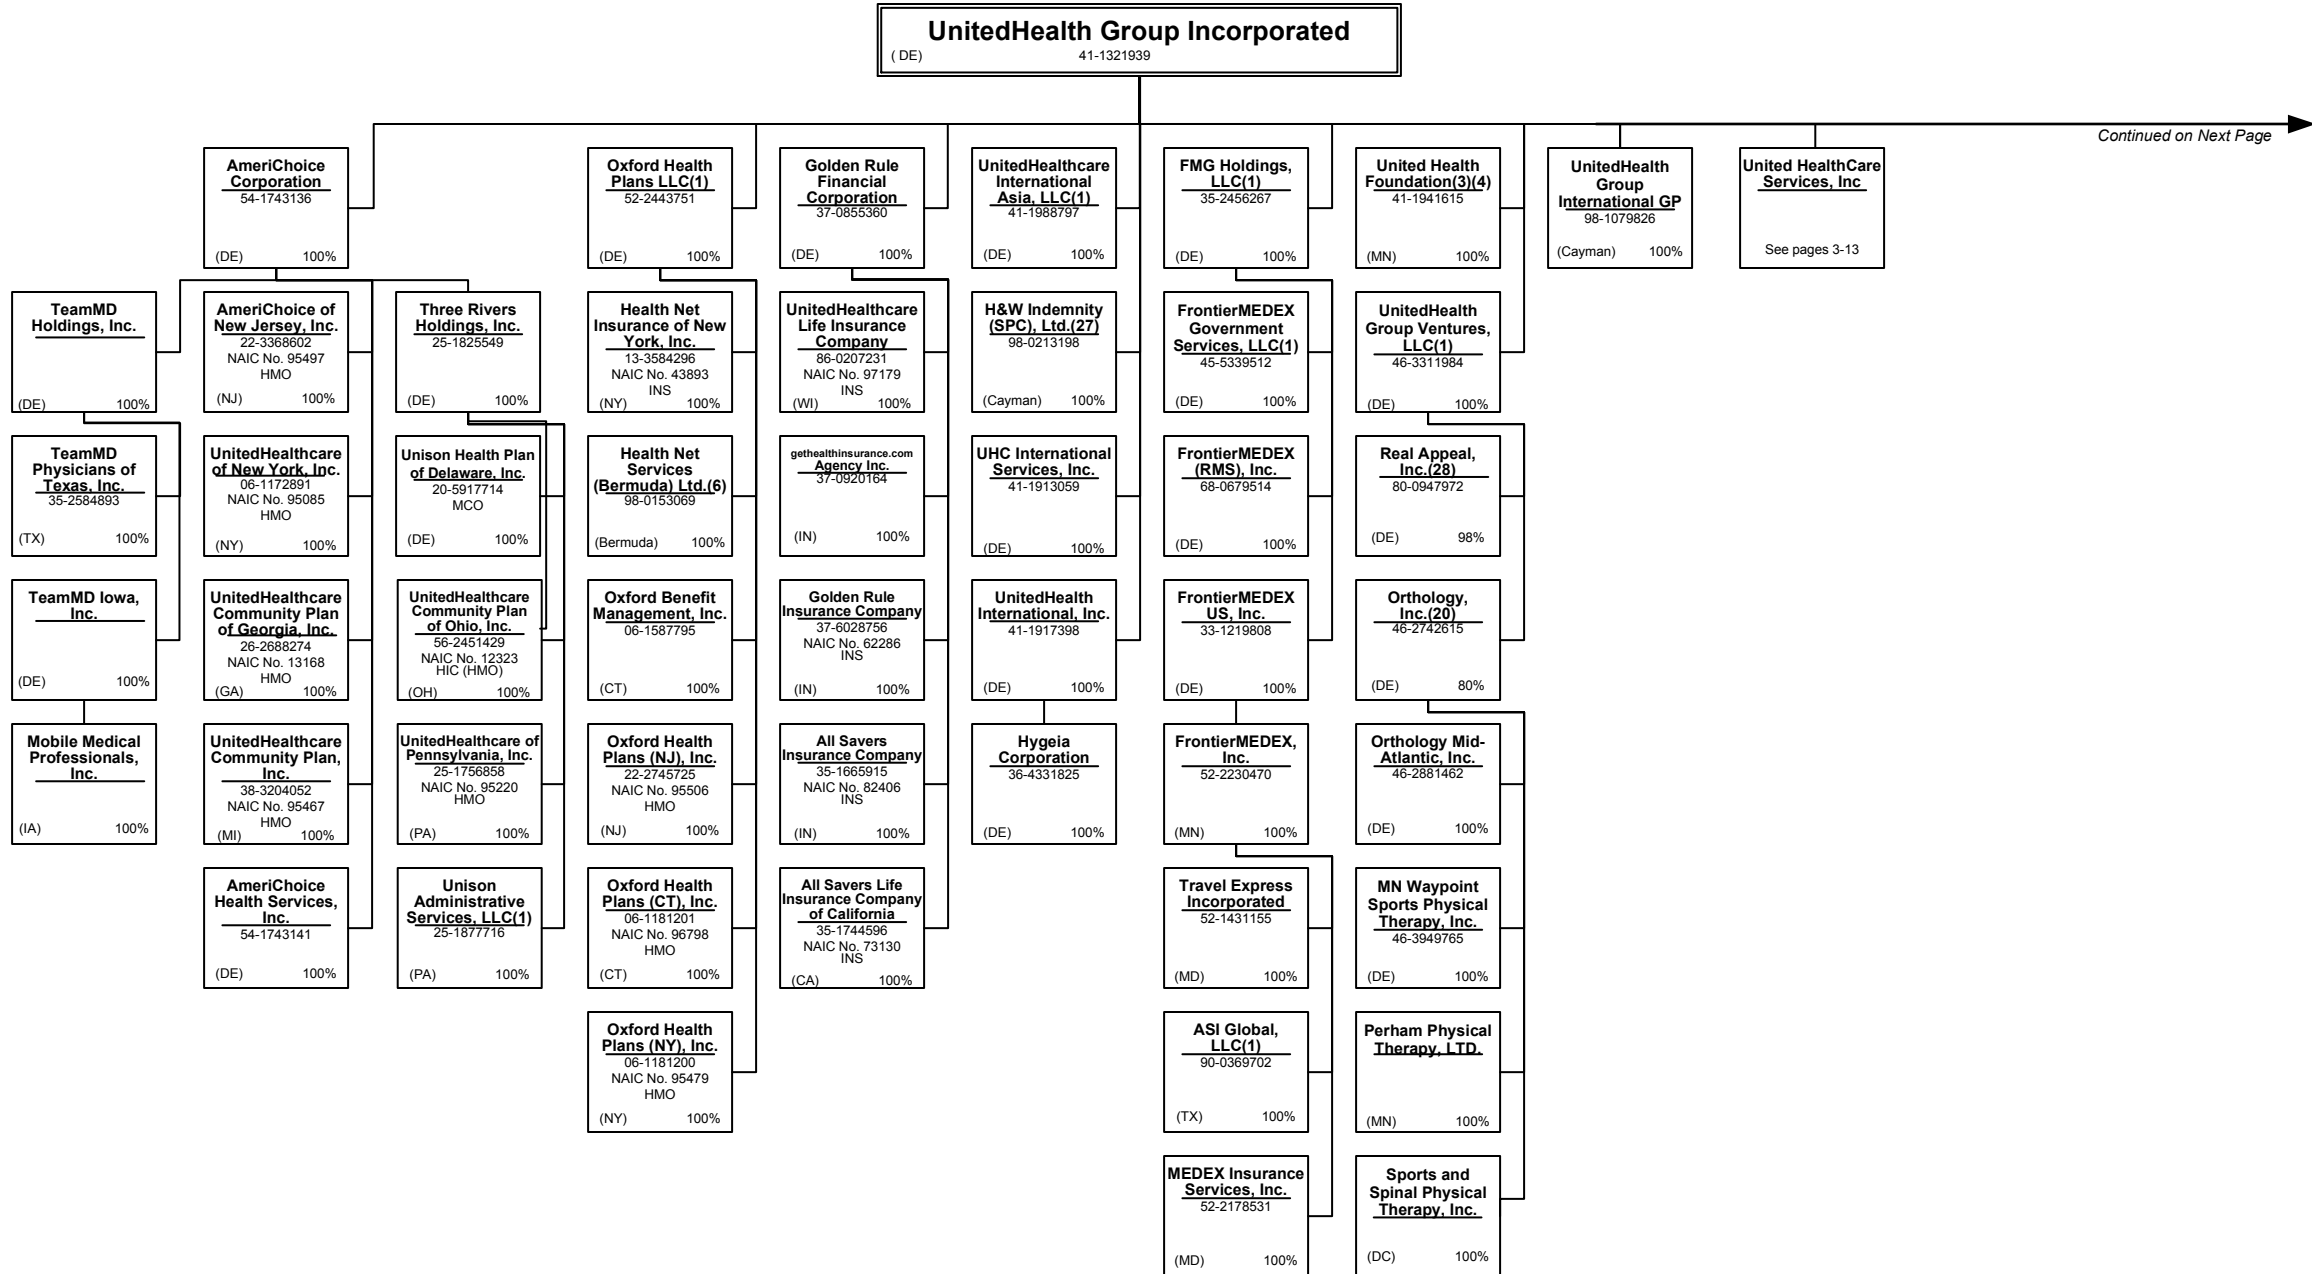 UnitedHealth Group Incorporated
( DE) 41-1321939
Continued on Next Page
AmeriChoice
Corporation
54-1743136
(DE) 100%
Oxford Health
Plans LLC(1)
52-2443751
(DE) 100%
Golden Rule
Financial
Corporation
37-0855360
(DE) 100%
UnitedHealthcare
International
Asia, LLC(1)
41-1988797
(DE) 100%
FMG Holdings,
LLC(1)
35-2456267
(DE) 100%
United Health
Foundation(3)(4)
41-1941615
(MN) 100%
UnitedHealth
Group
International GP
98-1079826
(Cayman) 100%
United HealthCare
Services, Inc
See pages 3-13
TeamMD
Holdings, Inc.
(DE) 100%
AmeriChoice of
New Jersey, Inc.
22-3368602
NAIC No. 95497
HMO
(NJ) 100%
Three Rivers
Holdings, Inc.
25-1825549
(DE) 100%
Health Net
Insurance of New
York, Inc.
13-3584296
NAIC No. 43893
INS
(NY) 100%
UnitedHealthcare
Life Insurance
Company
86-0207231
NAIC No. 97179
INS
(WI) 100%
H&W Indemnity
(SPC), Ltd.(27)
98-0213198
(Cayman) 100%
FrontierMEDEX
Government
Services, LLC(1)
45-5339512
(DE) 100%
UnitedHealth
Group Ventures,
LLC(1)
46-3311984
(DE) 100%
TeamMD
Physicians of
Texas, Inc.
35-2584893
(TX) 100%
UnitedHealthcare
of New York, Inc.
06-1172891
NAIC No. 95085
HMO
(NY) 100%
Unison Health Plan
of Delaware, Inc.
20-5917714
MCO
(DE) 100%
Health Net
Services
(Bermuda) Ltd.(6)
98-0153069
(Bermuda) 100%
gethealthinsurance.com
Agency Inc.
37-0920164
(IN) 100%
UHC International
Services, Inc.
41-1913059
(DE) 100%
FrontierMEDEX
(RMS), Inc.
68-0679514
(DE) 100%
Real Appeal,
Inc.(28)
80-0947972
(DE) 98%
TeamMD Iowa,
Inc.
(DE) 100%
UnitedHealthcare
Community Plan
of Georgia, Inc.
26-2688274
NAIC No. 13168
HMO
(GA) 100%
UnitedHealthcare
Community Plan
of Ohio, Inc.
56-2451429
NAIC No. 12323
HIC (HMO)
(OH) 100%
Oxford Benefit
Management, Inc.
06-1587795
(CT) 100%
Golden Rule
Insurance Company
37-6028756
NAIC No. 62286
INS
(IN) 100%
UnitedHealth
International, Inc.
41-1917398
(DE) 100%
FrontierMEDEX
US, Inc.
33-1219808
(DE) 100%
Orthology,
Inc.(20)
46-2742615
(DE) 80%
Mobile Medical
Professionals,
Inc.
(IA) 100%
UnitedHealthcare
Community Plan,
Inc.
38-3204052
NAIC No. 95467
HMO
(MI) 100%
UnitedHealthcare of
Pennsylvania, Inc.
25-1756858
NAIC No. 95220
HMO
(PA) 100%
Oxford Health
Plans (NJ), Inc.
22-2745725
NAIC No. 95506
HMO
(NJ) 100%
All Savers
Insurance Company
35-1665915
NAIC No. 82406
INS
(IN) 100%
Hygeia
Corporation
36-4331825
(DE) 100%
FrontierMEDEX,
Inc.
52-2230470
(MN) 100%
Orthology Mid-
Atlantic, Inc.
46-2881462
(DE) 100%
AmeriChoice
Health Services,
Inc.
54-1743141
(DE) 100%
Unison
Administrative
Services, LLC(1)
25-1877716
(PA) 100%
Oxford Health
Plans (CT), Inc.
06-1181201
NAIC No. 96798
HMO
(CT) 100%
All Savers Life
Insurance Company
of California
35-1744596
NAIC No. 73130
INS
(CA) 100%
Travel Express
Incorporated
52-1431155
(MD) 100%
MN Waypoint
Sports Physical
Therapy, Inc.
46-3949765
(DE) 100%
Oxford Health
Plans (NY), Inc.
06-1181200
NAIC No. 95479
HMO
(NY) 100%
ASI Global,
LLC(1)
90-0369702
(TX) 100%
Perham Physical
Therapy, LTD.
(MN) 100%
MEDEX Insurance
Services, Inc.
52-2178531
(MD) 100%
Sports and
Spinal Physical
Therapy, Inc.
(DC) 100%